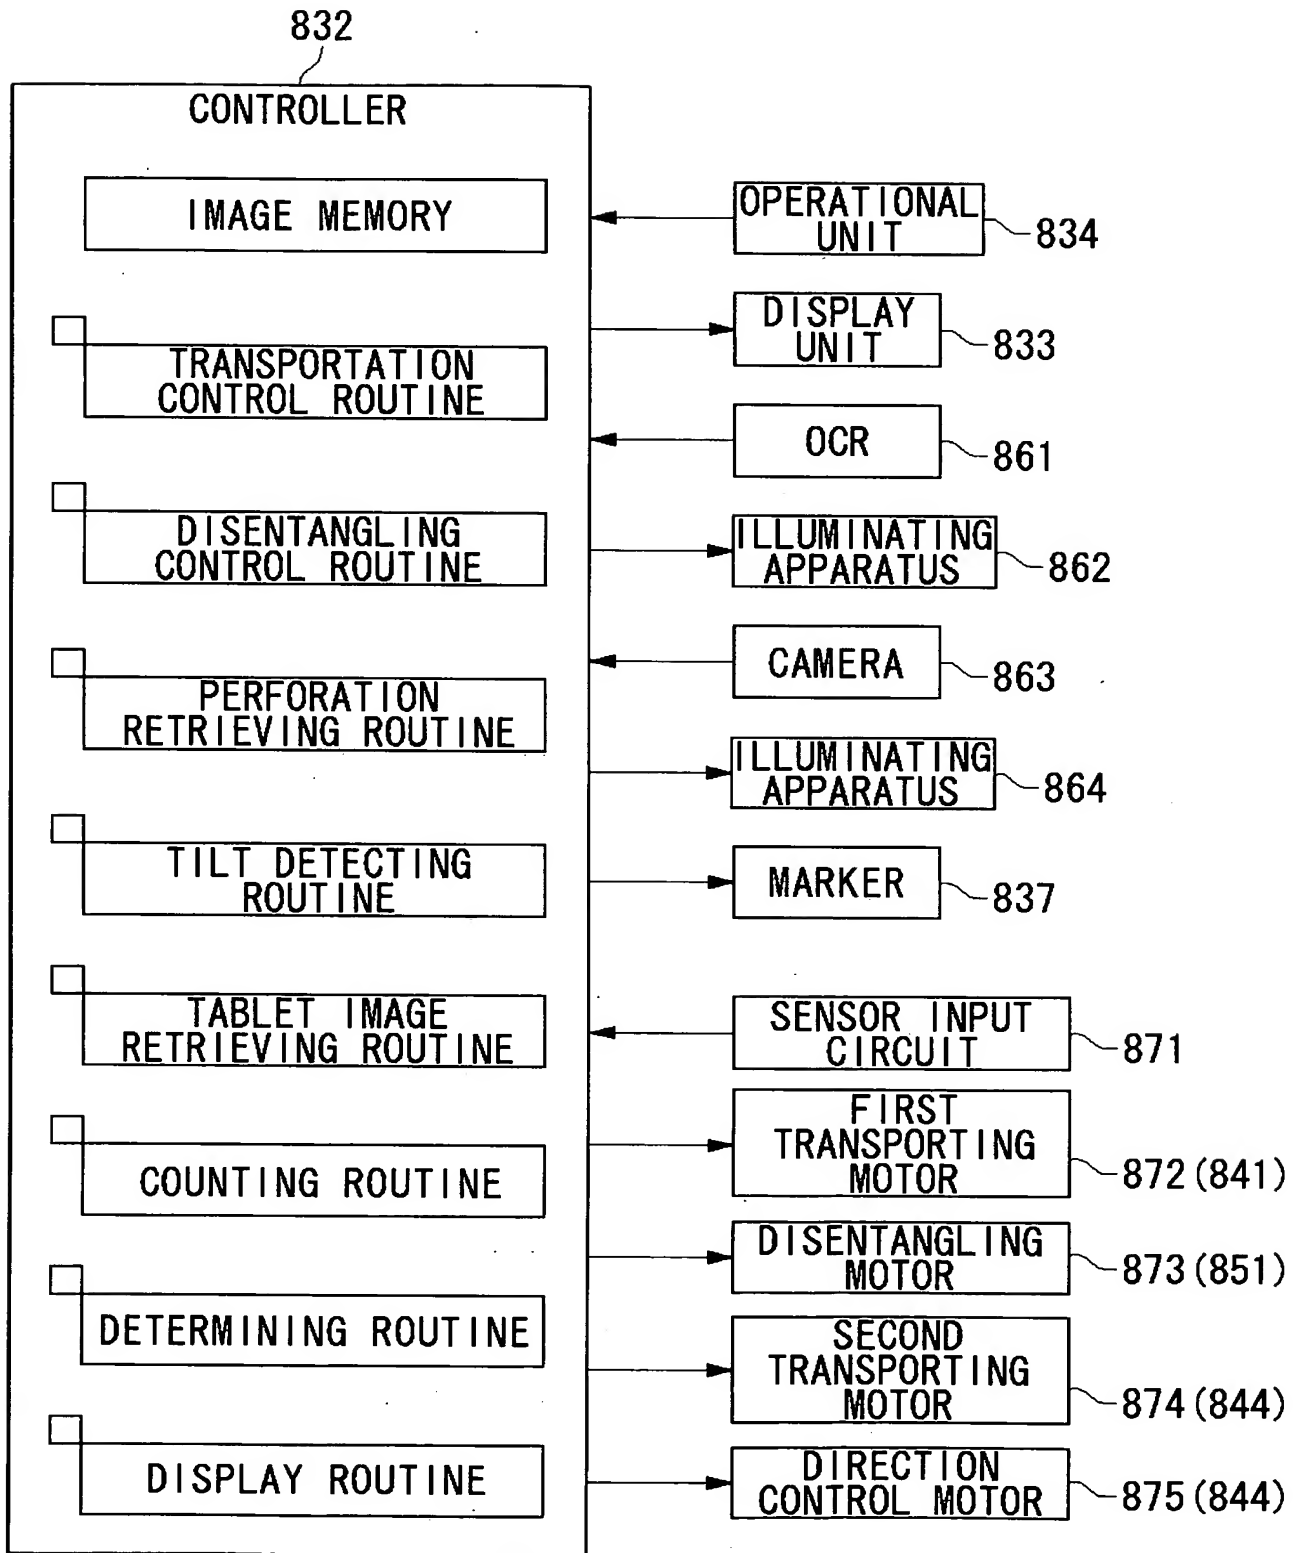 832
CONTROLLER
IMAGE MEMORY
TRANSPORTATION
CONTROL ROUTINE
DISENTANGLING
CONTROL ROUTINE
PERFORATION
RETRIEVING ROUTINE
TILT DETECTING
ROUTINE
TABLET IMAGE
RETRIEVING ROUTINE
COUNTING ROUTINE
DETERMINING ROUTINE
DISPLAY ROUTINE
OPERATIONAL
UNIT
834
DISPLAY
UNIT
833
OCR
861
ILLUMINATING
APPARATUS
862
CAMERA
863
ILLUMINATING
APPARATUS
864
MARKER
837
SENSOR INPUT
CIRCUIT
871
FIRST
TRANSPORTING
MOTOR
872(841)
DISENTANGLING
MOTOR
873(851)
SECOND
TRANSPORTING
MOTOR
874(844)
DIRECTION
CONTROL MOTOR
875(844)